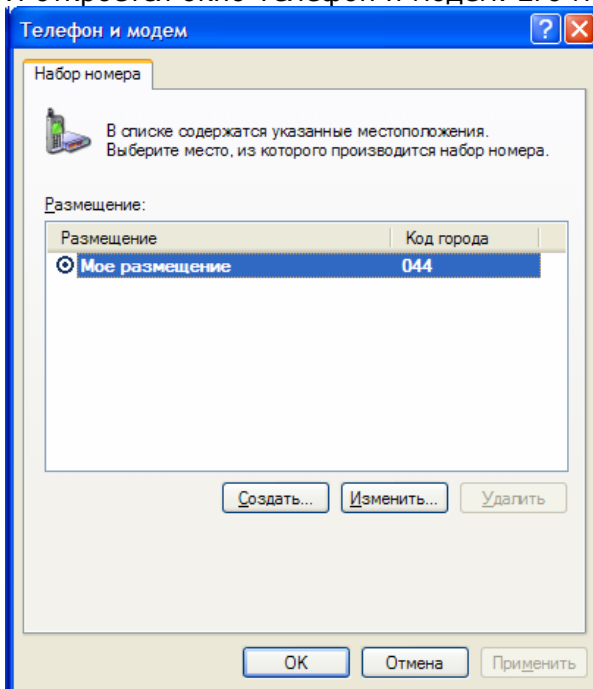 Телефон и модем
Набор номера
В списке содержатся указанные местоположения.
Выберите место, из которого производится набор номера.
Размещение:
Размещение Код города
Мое размещение 044
Создать... Изменить... Удалить
OK Отмена Применить